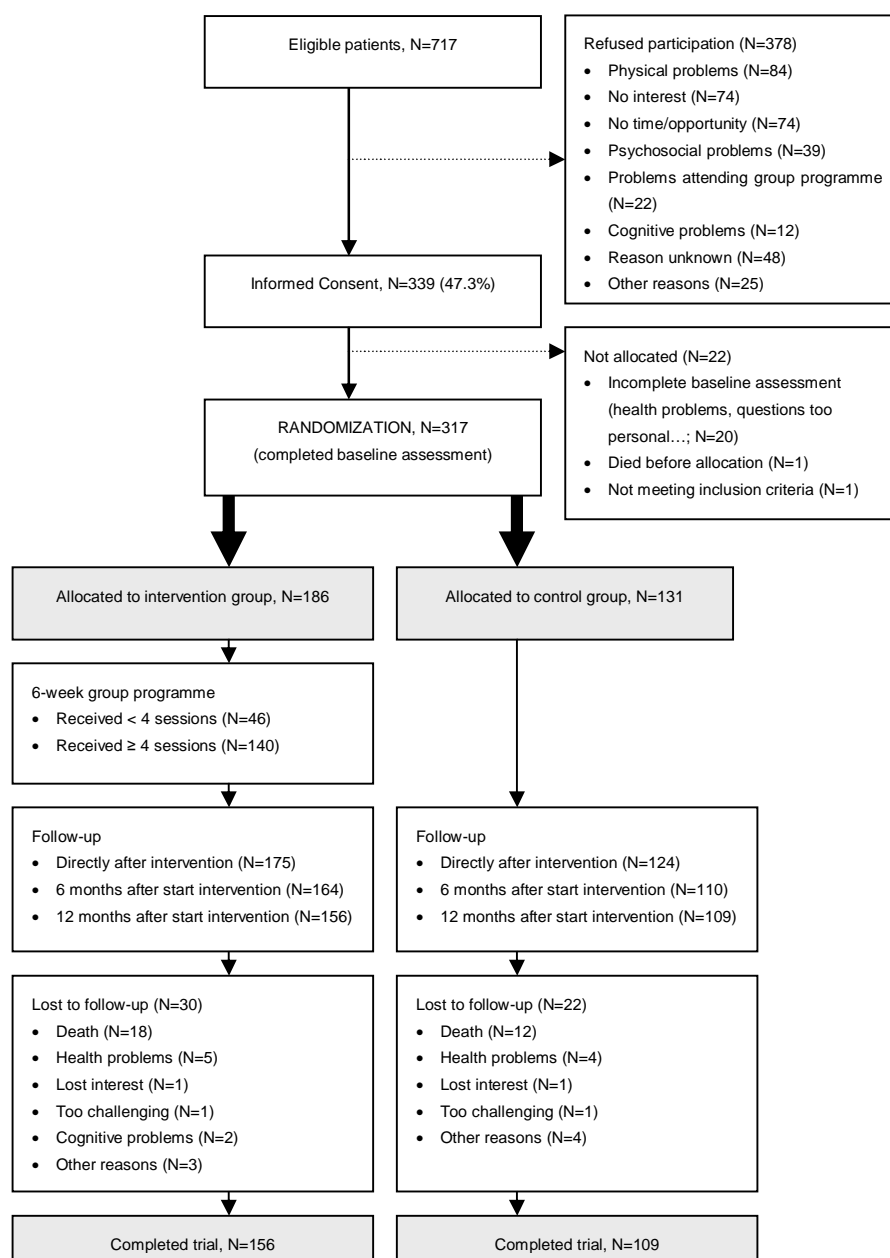 Eligible patients, N=717
Refused participation (N=378)
• Physical problems (N=84)
• No interest (N=74)
• No time/opportunity (N=74)
• Psychosocial problems (N=39)
• Problems attending group programme
(N=22)
• Cognitive problems (N=12)
• Reason unknown (N=48)
• Other reasons (N=25)
Informed Consent, N=339 (47.3%)
Not allocated (N=22)
• Incomplete baseline assessment
(health problems, questions too
personal…; N=20)
• Died before allocation (N=1)
• Not meeting inclusion criteria (N=1)
RANDOMIZATION, N=317
(completed baseline assessment)
Allocated to intervention group, N=186
Allocated to control group, N=131
6-week group programme
• Received < 4 sessions (N=46)
• Received ≥ 4 sessions (N=140)
Follow-up
• Directly after intervention (N=175)
• 6 months after start intervention (N=164)
• 12 months after start intervention (N=156)
Follow-up
• Directly after intervention (N=124)
• 6 months after start intervention (N=110)
• 12 months after start intervention (N=109)
Lost to follow-up (N=30)
• Death (N=18)
• Health problems (N=5)
• Lost interest (N=1)
• Too challenging (N=1)
• Cognitive problems (N=2)
• Other reasons (N=3)
Lost to follow-up (N=22)
• Death (N=12)
• Health problems (N=4)
• Lost interest (N=1)
• Too challenging (N=1)
• Other reasons (N=4)
Completed trial, N=156
Completed trial, N=109